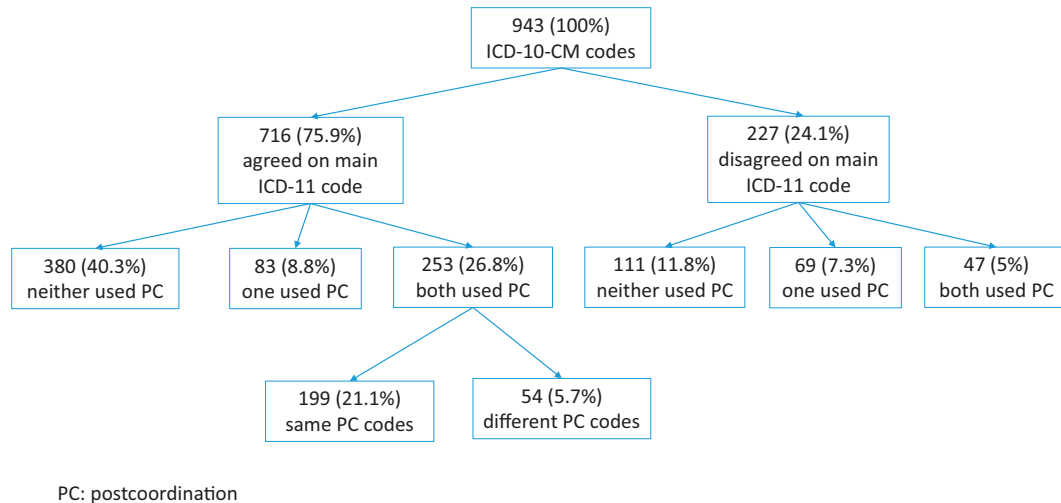 943 (100%)
ICD-10-CM codes
716 (75.9%)
agreed on main
ICD-11 code
227 (24.1%)
disagreed on main
ICD-11 code
380 (40.3%)
neither used PC
83 (8.8%)
one used PC
253 (26.8%)
both used PC
111 (11.8%)
neither used PC
69 (7.3%)
one used PC
47 (5%)
both used PC
199 (21.1%)
same PC codes
54 (5.7%)
different PC codes
PC: postcoordination